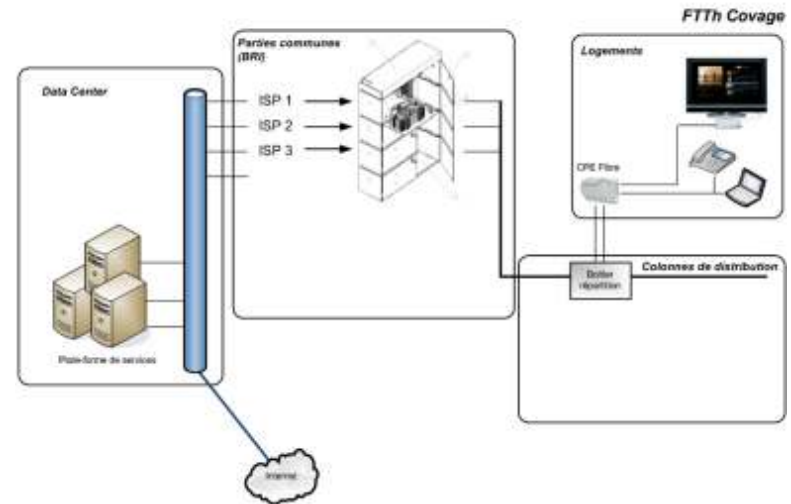 FTTh Covage
Parties communes
(BRI)
Logements
Data Center
ISP 1
ISP 2
ISP 3
CPE Fibre
Boitier
répartition
Colonnes de distribution
Plate-forme de services
Internet